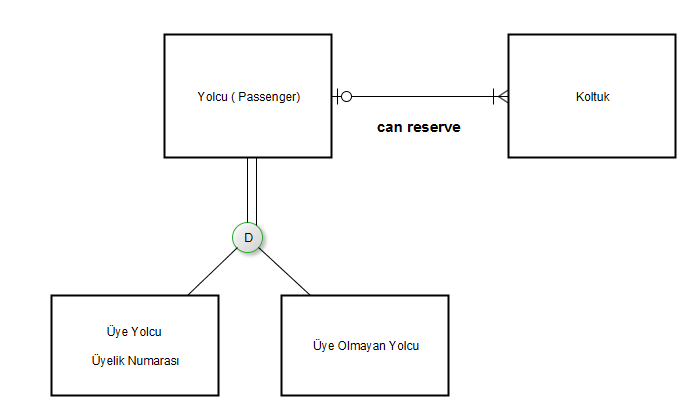 Yolcu ( Passenger)
Koltuk
can reserve
D
Üye Yolcu
Üyelik Numarası
Üye Olmayan Yolcu